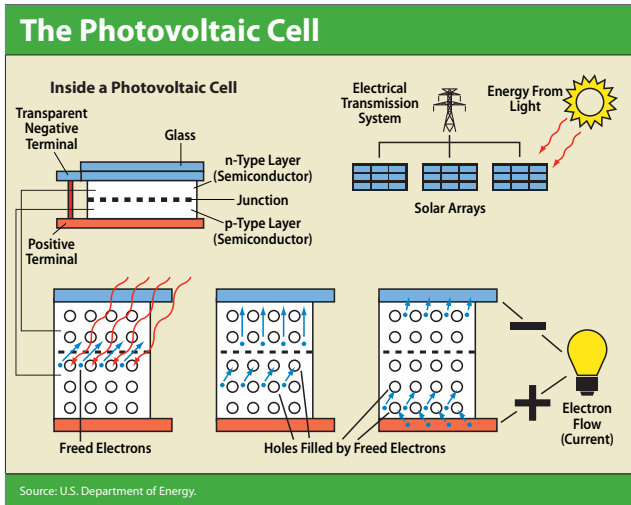 The Photovoltaic Cell
Inside a Photovoltaic Cell
Transparent
Negative
Terminal
Glass
n-Type Layer
(Semiconductor)
Junction
p-Type Layer
(Semiconductor)
Positive
Terminal
Electrical
Transmission
System
Energy From
Light
Solar Arrays
Freed Electrons
Holes Filled by Freed Electrons
Electron
Flow
(Current)
Source: U.S. Department of Energy.